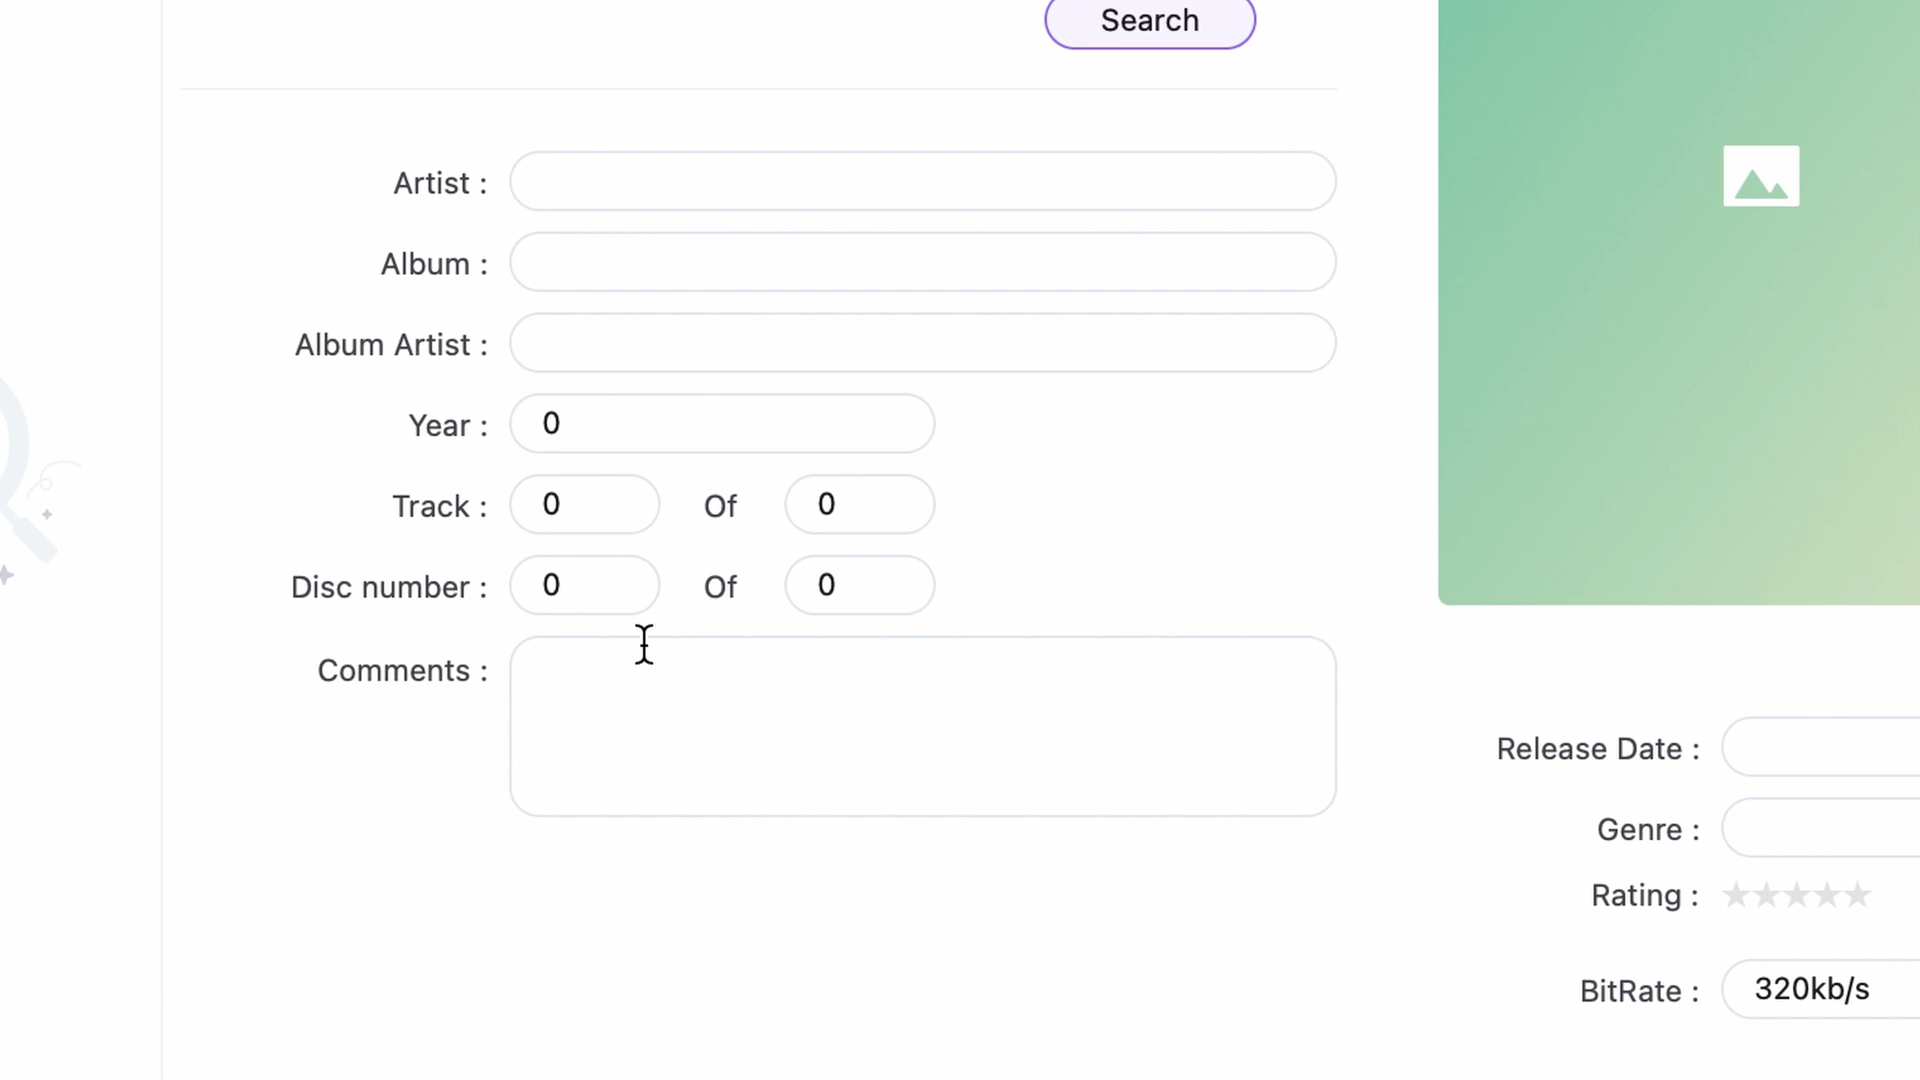 Search
Artist :
Album :
Album Artist :
Year : 0
Track : 0 Of 0
Disc number : 0 Of 0
Comments :
Release Date :
Genre :
Rating :
BitRate : 320kb/s